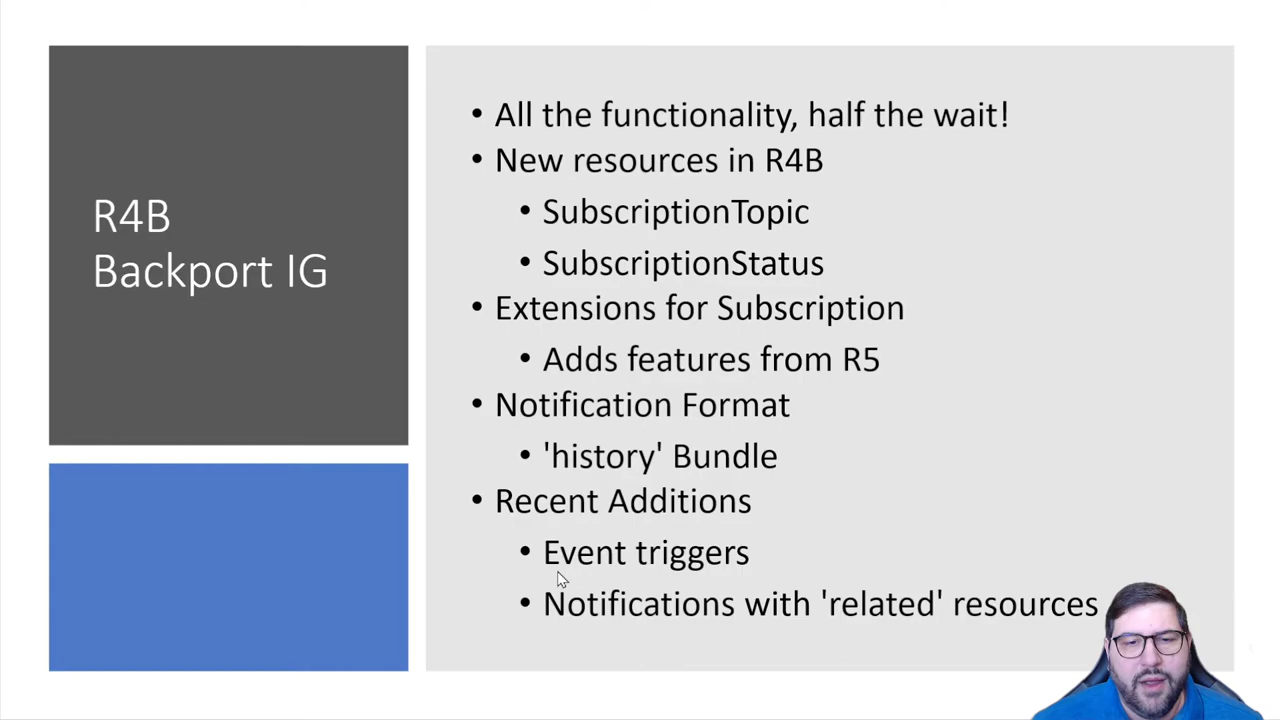 R4B
Backport IG
• All the functionality, half the wait!
• New resources in R4B
• SubscriptionTopic
• SubscriptionStatus
• Extensions for Subscription
• Adds features from R5
• Notification Format
• 'history' Bundle
• Recent Additions
• Event triggers
• Notifications with 'related' resources